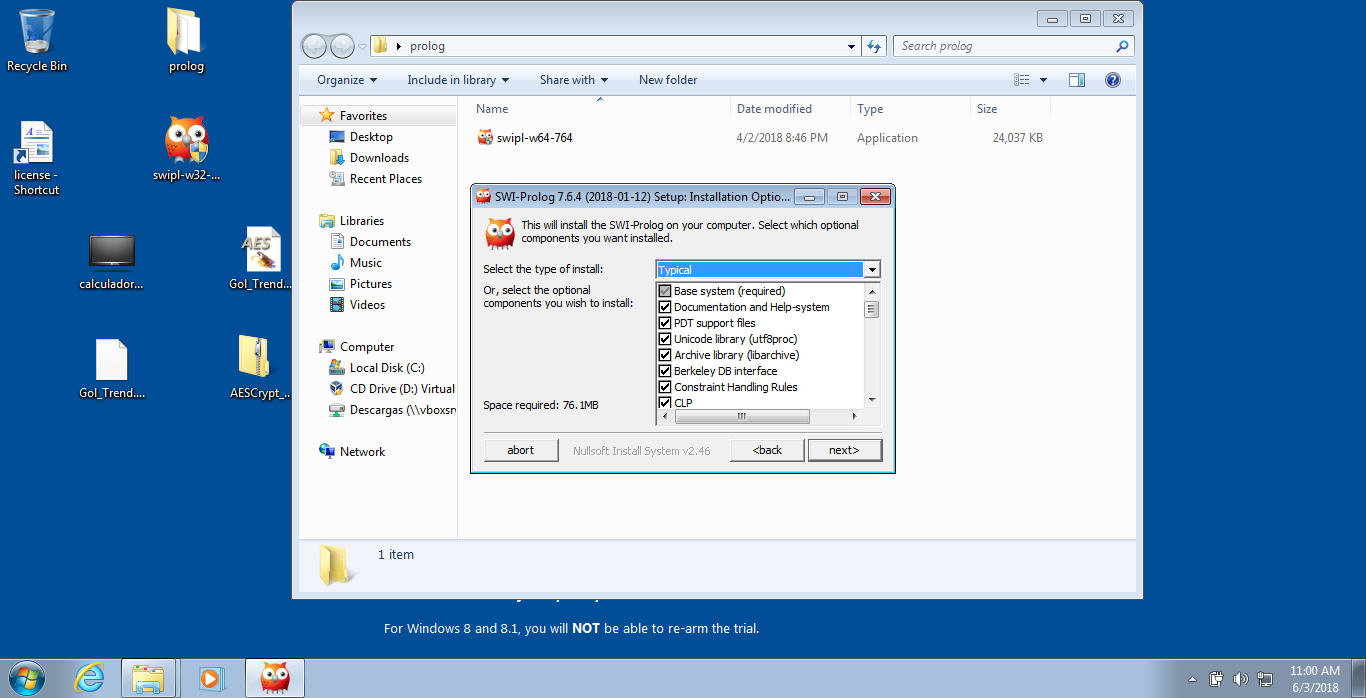 Recycle Bin
prolog
license -
Shortcut
swipl-w32-...
calculador...
Gol_Trend...
Gol_Trend....
AESCrypt_..
AES
prolog
Search prolog
Organize
Include in library
Share with
New folder
Favorites
Desktop
Downloads
Recent Places
Libraries
Documents
Music
Pictures
Videos
Computer
Local Disk (C:)
CD Drive (D:) Virtual
Descargas (\\vboxsrv
Network
Name
Date modified
Type
Size
swipl-w64-764
4/2/2018 8:46 PM
Application
24,037 KB
SWI-Prolog 7.6.4 (2018-01-12) Setup: Installation Optio...
This will install the SWI-Prolog on your computer. Select which optional
components you want installed.
Select the type of install:
Typical
Or, select the optional
components you wish to install:
Base system (required)
Documentation and Help-system
PDT support files
Unicode library (utf8proc)
Archive library (libarchive)
Berkeley DB interface
Constraint Handling Rules
CLP
Space required: 76.1MB
abort
Nullsoft Install System v2.46
<back
next>
1 item
For Windows 8 and 8.1, you will NOT be able to re-arm the trial.
11:00 AM
6/3/2018